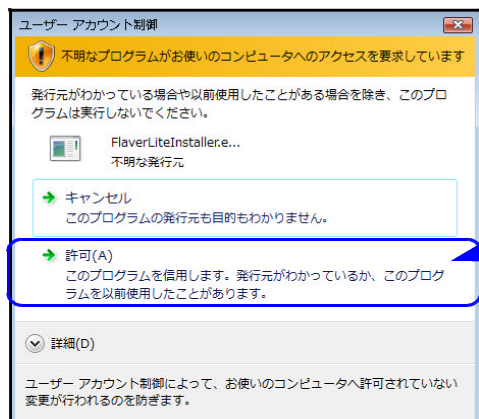 ユーザー アカウント制御
不明なプログラムがお使いのコンピュータへのアクセスを要求しています
発行元がわかっている場合や以前使用したことがある場合を除き、このプロ
グラムは実行しないでください。
FlaverLiteInstaller.e...
不明な発行元
キャンセル
このプログラムの発行元も目的もわかりません。
許可(A)
このプログラムを信用します。発行元がわかっているか、このプログ
ラムを以前使用したことがあります。
詳細(D)
ユーザー アカウント制御によって、お使いのコンピュータへ許可されていない
変更が行われるのを防ぎます。